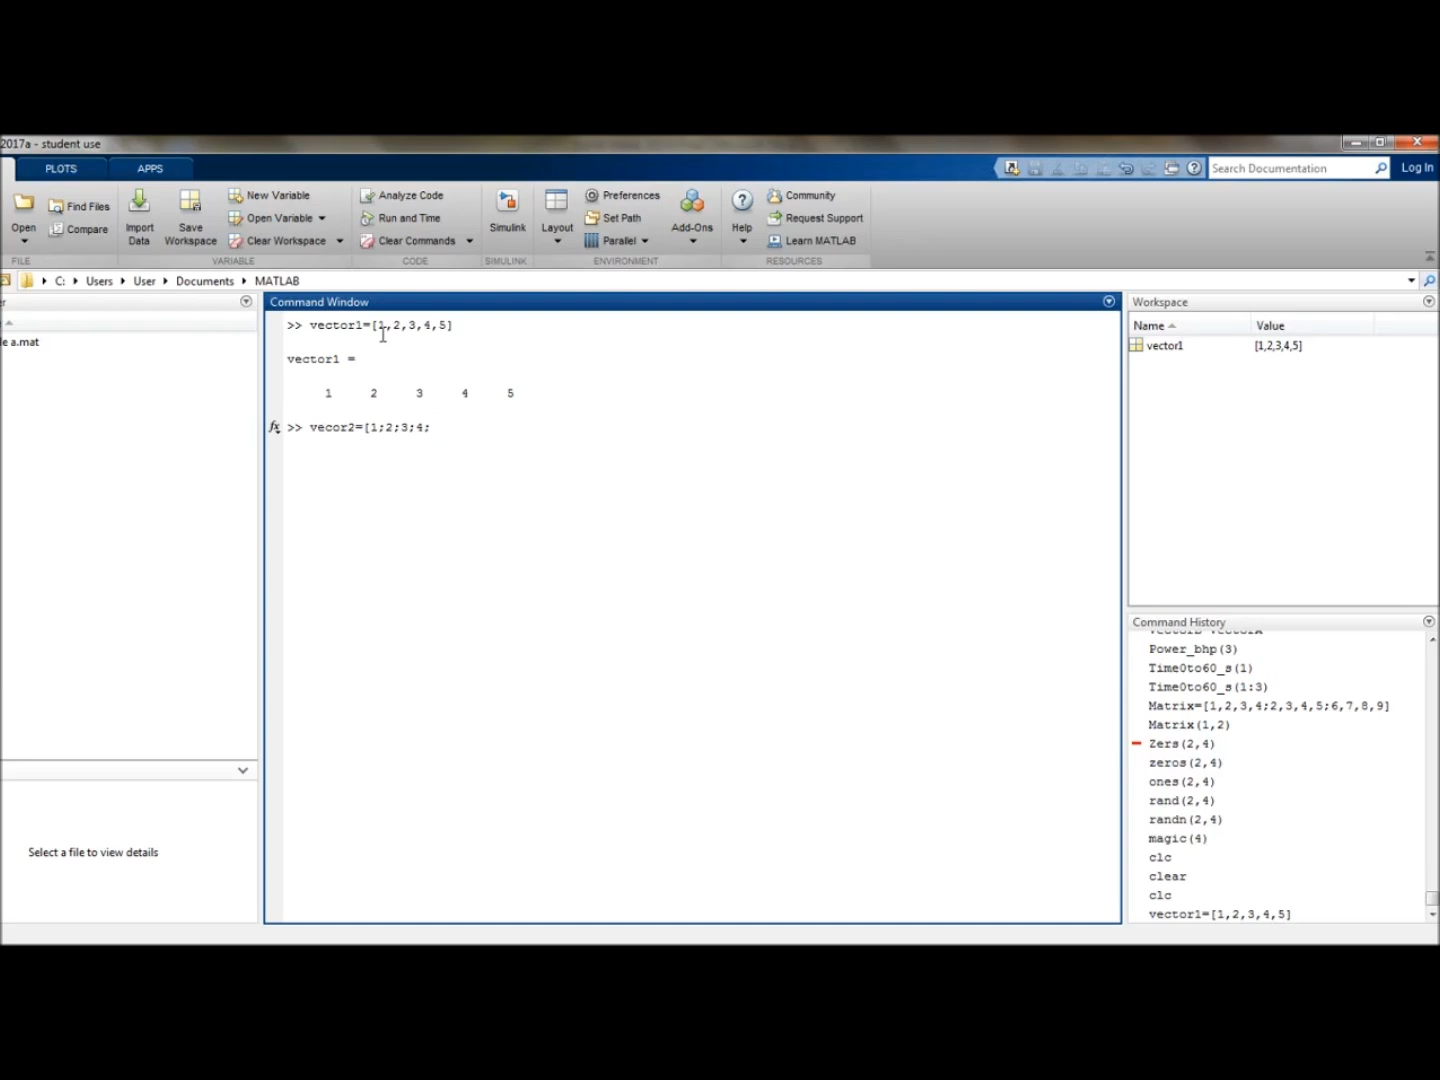 2017a - student use
PLOTS APPS Search Documentation Log In
Open Find Files Compare Import Data Save Workspace New Variable Open Variable Clear Workspace Analyze Code Run and Time Clear Commands Simulink Layout Preferences Set Path Parallel Add-Ons Help Community Request Support Learn MATLAB
FILE VARIABLE CODE SIMULINK ENVIRONMENT RESOURCES
C: Users User Documents MATLAB
Command Window
>> vector1=[1,2,3,4,5]
vector1 =
1 2 3 4 5
fx >> vecor2=[1;2;3;4;
e a.mat
Select a file to view details
Workspace
Name Value
vector1 [1,2,3,4,5]
Command History
Power_bhp(3)
Time0to60_s(1)
Time0to60_s(1:3)
Matrix=[1,2,3,4;2,3,4,5;6,7,8,9]
Matrix(1,2)
Zers(2,4)
zeros(2,4)
ones(2,4)
rand(2,4)
randn(2,4)
magic(4)
clc
clear
clc
vector1=[1,2,3,4,5]